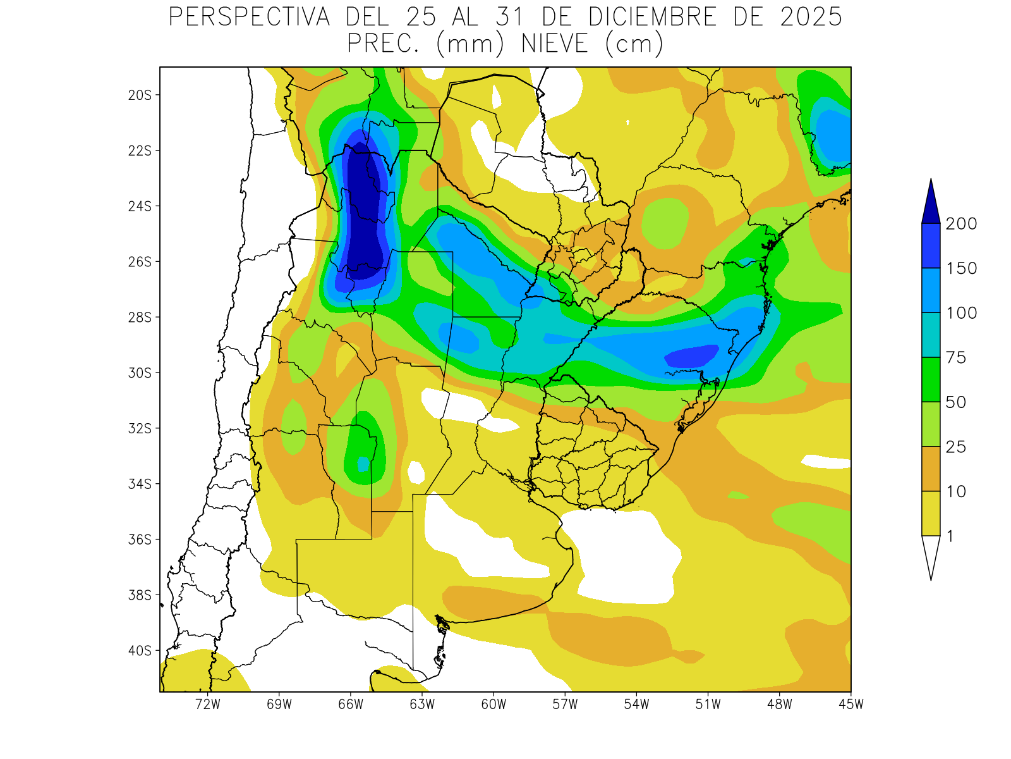 PERSPECTIVA DEL 25 AL 31 DE DICIEMBRE DE 2025
PREC. (mm) NIEVE (cm)
20S
22S
24S
26S
28S
30S
32S
34S
36S
38S
40S
72W 69W 66W 63W 60W 57W 54W 51W 48W 45W
200
150
100
75
50
25
10
1